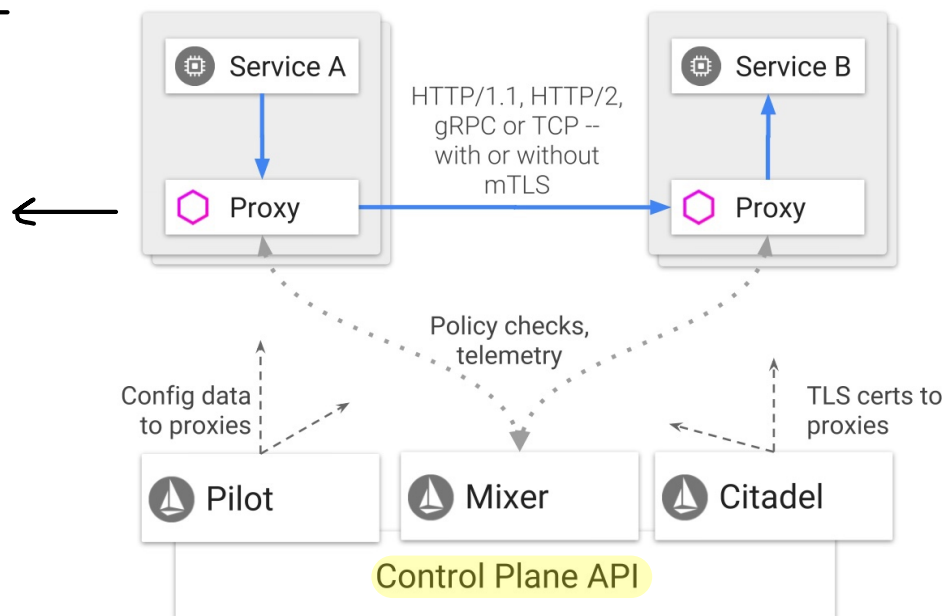 Service A
Service B
HTTP/1.1, HTTP/2,
gRPC or TCP --
with or without
mTLS
Proxy
Proxy
Policy checks,
telemetry
Config data
to proxies
TLS certs to
proxies
Pilot
Mixer
Citadel
Control Plane API